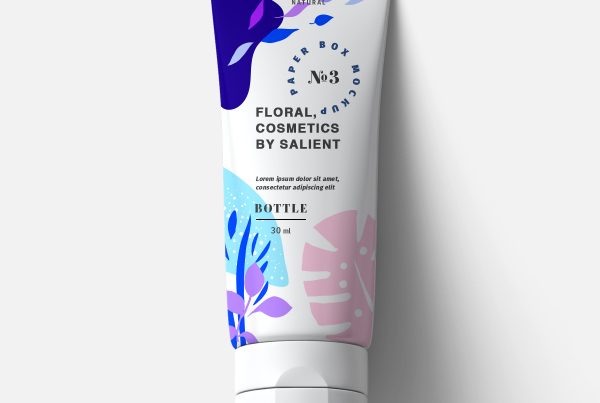 NATURAL
PAPER BOX MOCKUP
№3
FLORAL,
COSMETICS
BY SALIENT
Lorem ipsum dolor sit amet,
consectetur adipiscing elit
BOTTLE
30 ml